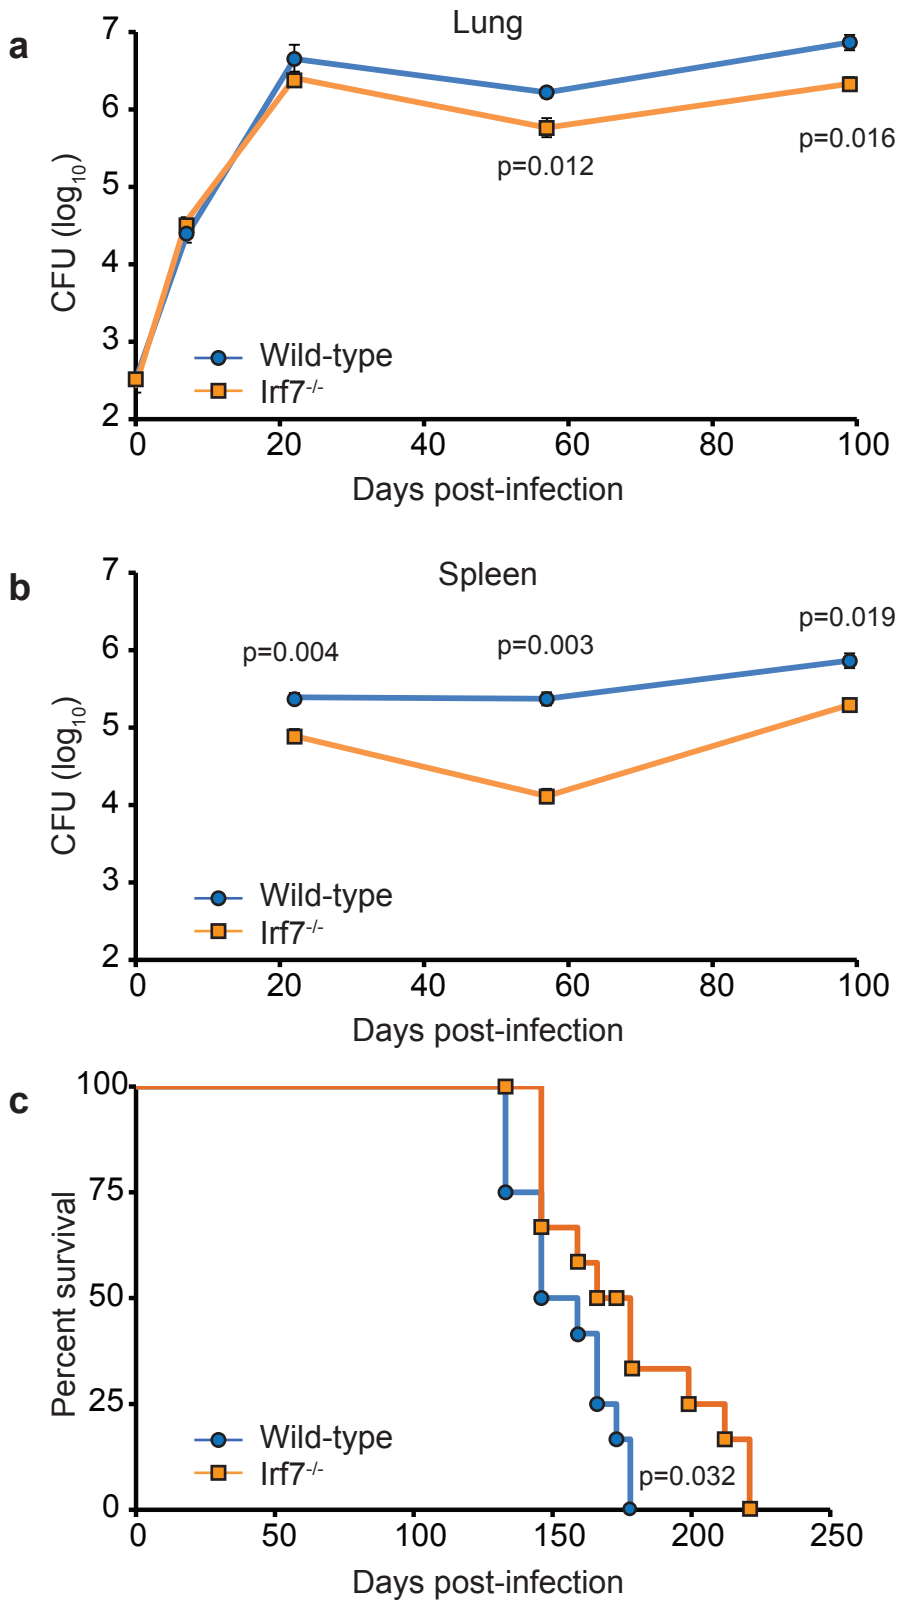 a
Lung
7
6
5
4
3
2
CFU (log10)
p=0.012
p=0.016
Wild-type
Irf7-/-
0 20 40 60 80 100
Days post-infection
b
Spleen
7
6
5
4
3
2
CFU (log10)
p=0.004
p=0.003
p=0.019
Wild-type
Irf7-/-
0 20 40 60 80 100
Days post-infection
c
100
75
50
25
0
Percent survival
Wild-type
Irf7-/-
p=0.032
0 50 100 150 200 250
Days post-infection